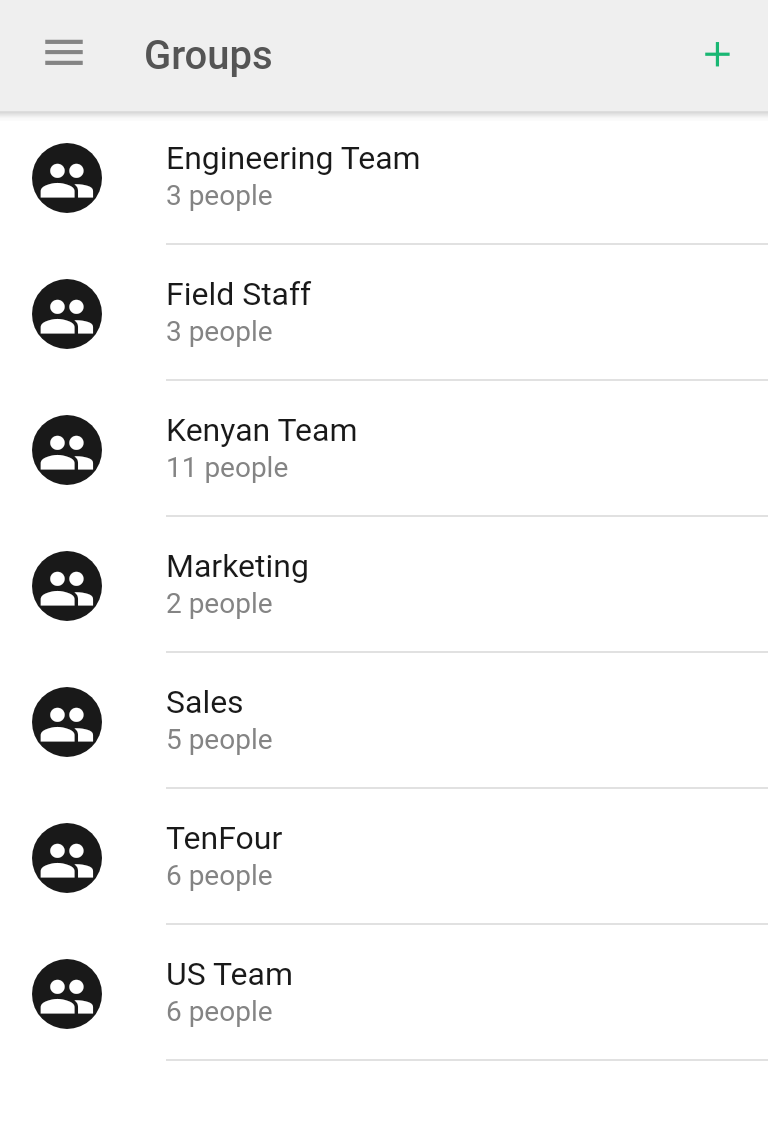 Groups
Engineering Team
3 people
Field Staff
3 people
Kenyan Team
11 people
Marketing
2 people
Sales
5 people
TenFour
6 people
US Team
6 people